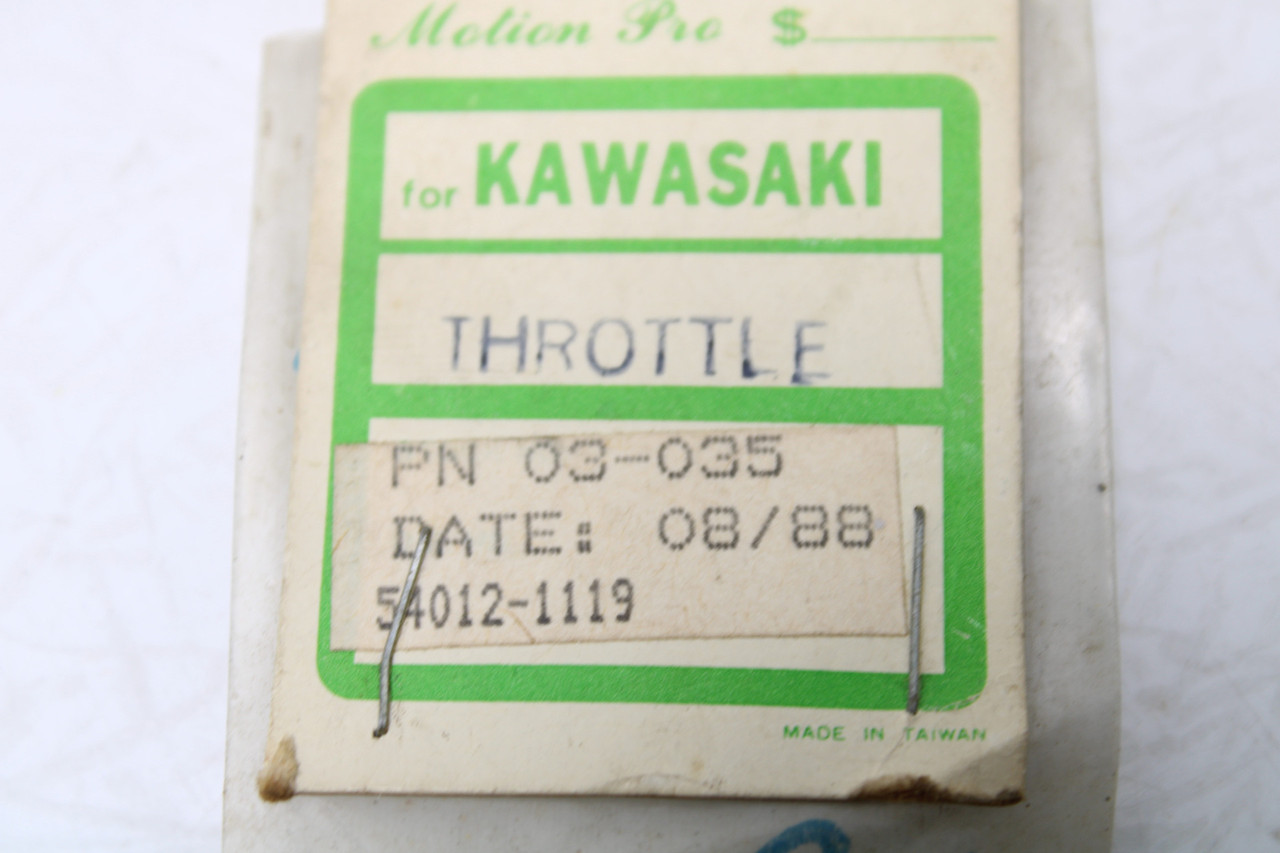 Motion Pro $
for KAWASAKI
THROTTLE
PN 03-035
DATE: 08/88
54012-1119
MADE IN TAIWAN